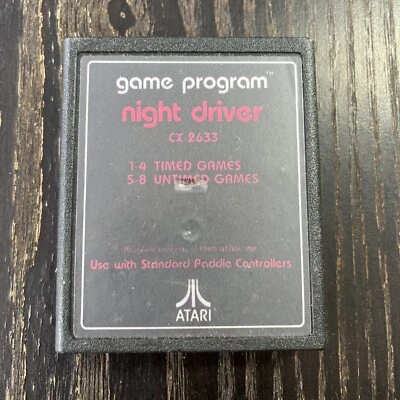 game program™
night driver
CX-2633
1-4 TIMED GAMES
5-8 UNTIMED GAMES
Use with Standard Paddle Controllers
ATARI